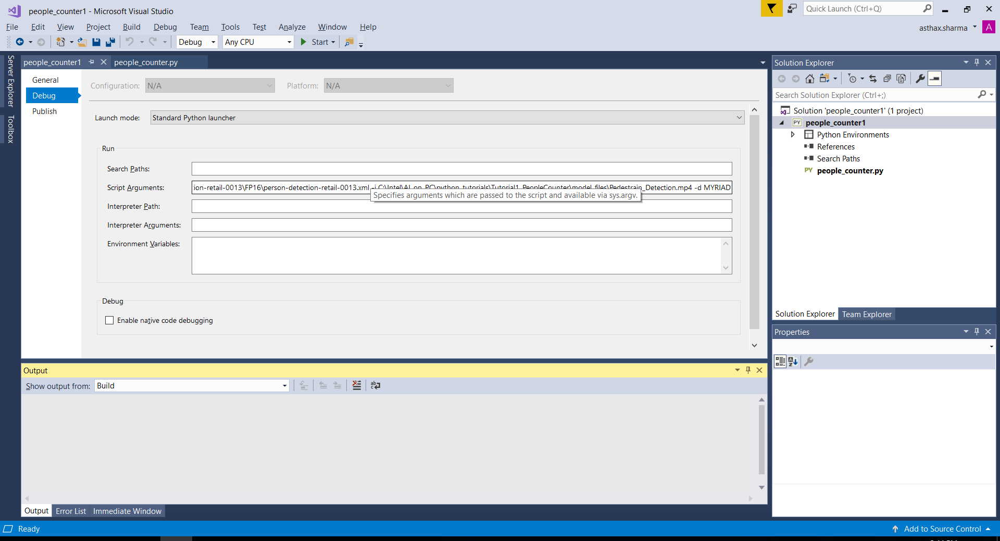 people_counter1 - Microsoft Visual Studio
Quick Launch (Ctrl+Q)
File Edit View Project Build Debug Team Tools Test Analyze Window Help
asthax.sharma
A
Debug Any CPU Start
Server Explorer
Toolbox
people_counter1 people_counter.py
General
Debug
Publish
Configuration: N/A Platform: N/A
Launch mode: Standard Python launcher
Run
Search Paths:
Script Arguments: ion-retail-0013\FP16\person-detection-retail-0013.xml -i C:\Intel\AI_on_PC\python_tutorials\Tutorial1_PeopleCounter\model_files\Pedestrain_Detection.mp4 -d MYRIAD
Specifies arguments which are passed to the script and available via sys.argv.
Interpreter Path:
Interpreter Arguments:
Environment Variables:
Debug
Enable native code debugging
Output
Show output from: Build
Output Error List Immediate Window
Solution Explorer
Search Solution Explorer (Ctrl+;)
Solution 'people_counter1' (1 project)
PY people_counter1
Python Environments
References
Search Paths
PY people_counter.py
Solution Explorer Team Explorer
Properties
Ready
Add to Source Control